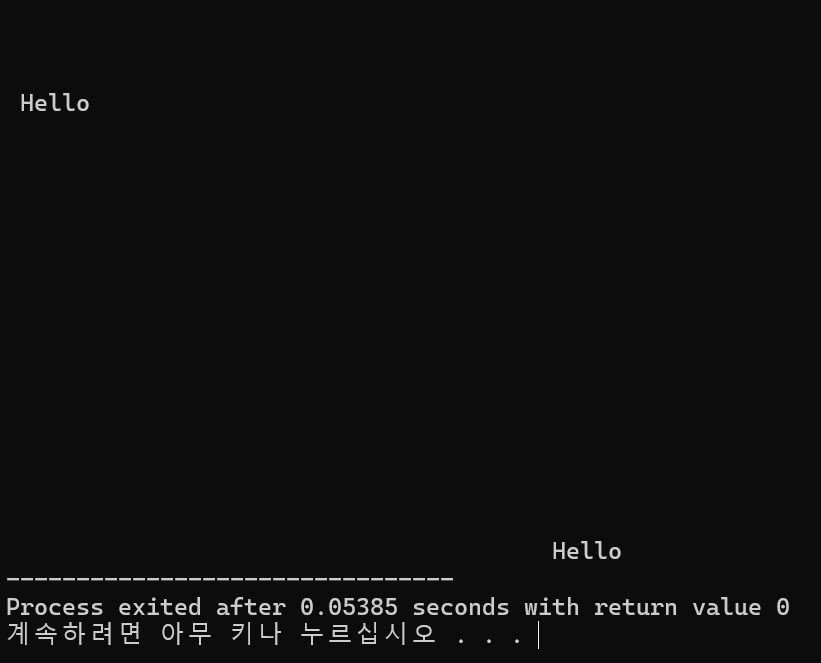 Hello
Hello
--------------------------------
Process exited after 0.05385 seconds with return value 0
계속하려면 아무 키나 누르십시오 . . .